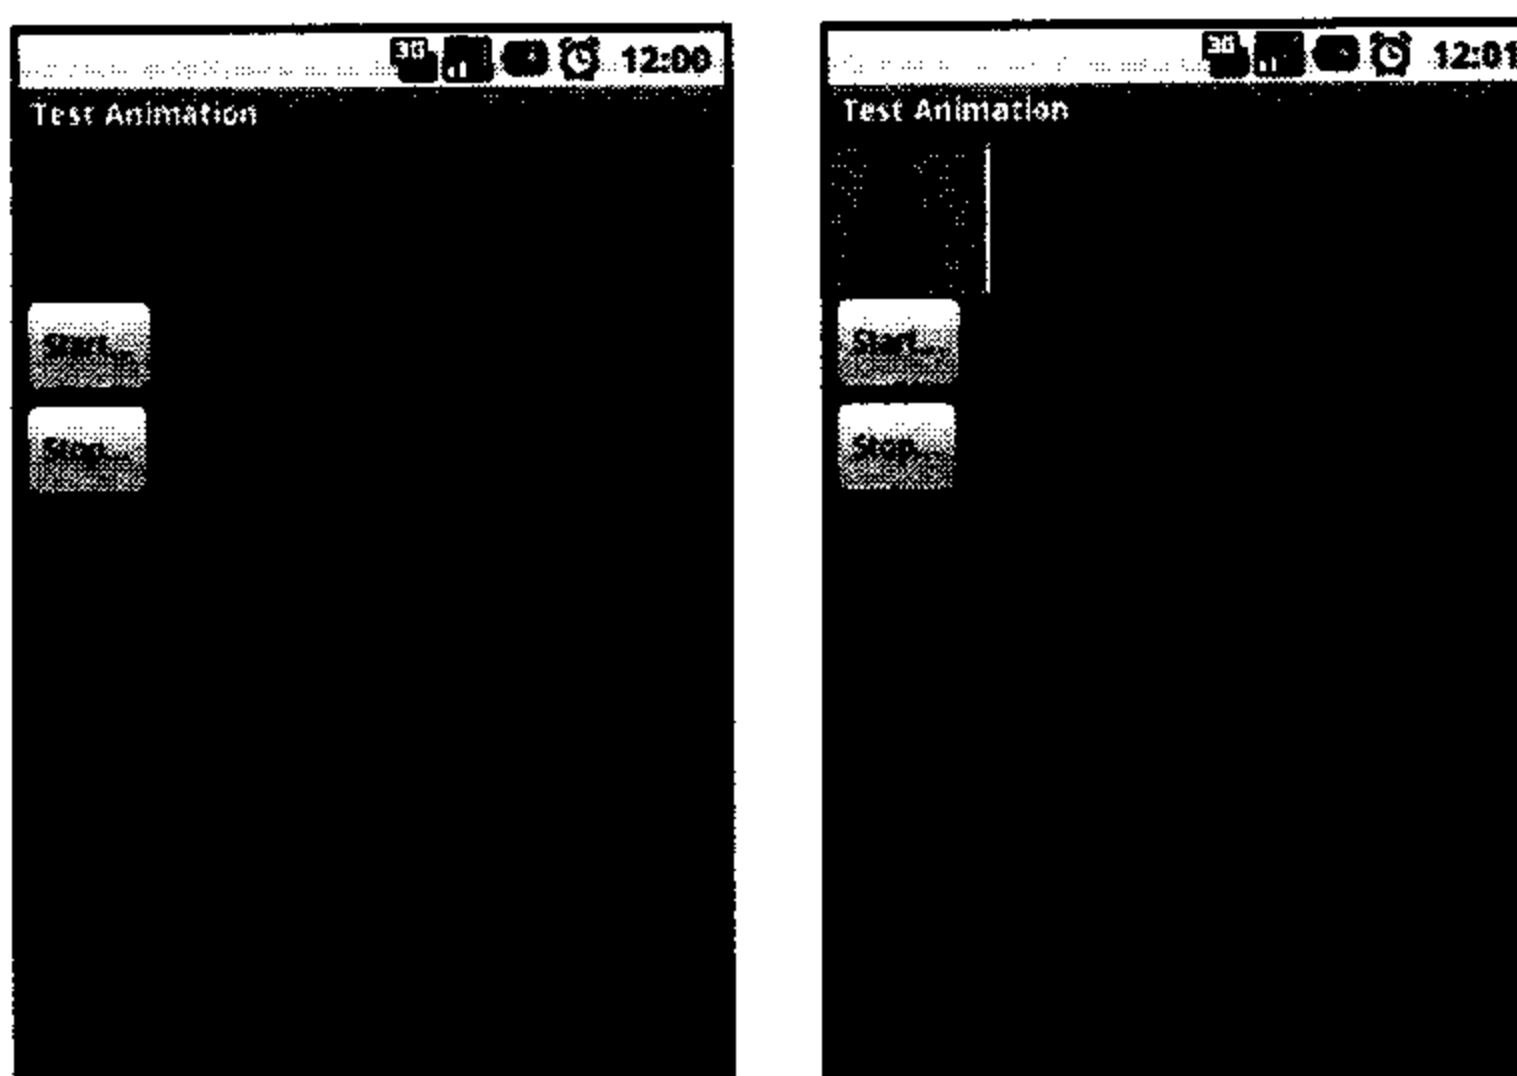 3G 12:00
Test Animation
Start...
Stop...
3G 12:01
Test Animation
Start...
Stop...